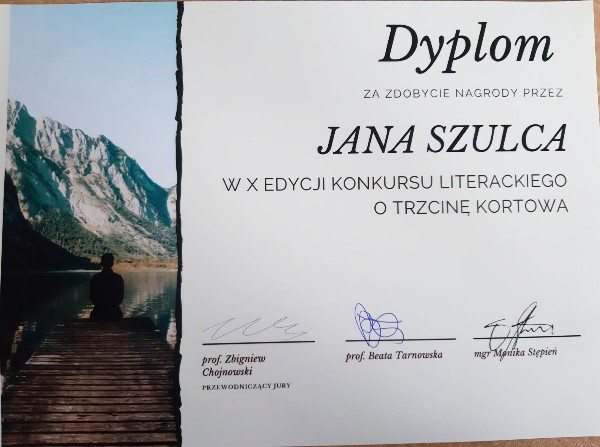 Dyplom
ZA ZDOBYCIE NAGRODY PRZEZ
JANA SZULCA
W X EDYCJI KONKURSU LITERACKIEGO
O TRZCINĘ KORTOWA
prof. Zbigniew
Chojnowski
PRZEWODNICZĄCY JURY
prof. Beata Tarnowska
mgr Monika Stępień